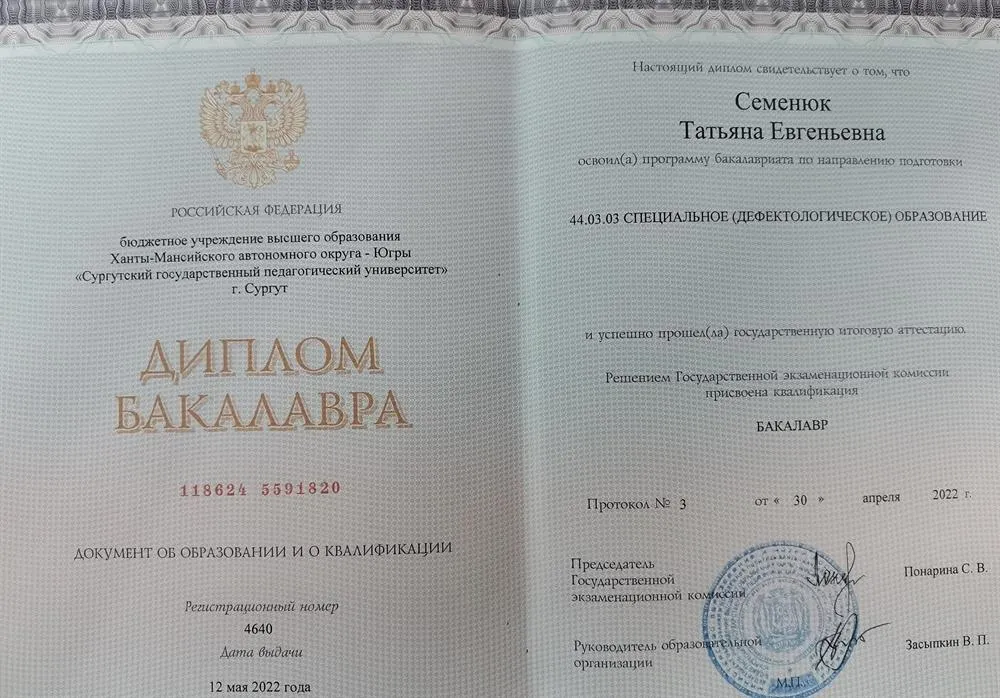 РОССИЙСКАЯ ФЕДЕРАЦИЯ
бюджетное учреждение высшего образования
Ханты-Мансийского автономного округа - Югры
«Сургутский государственный педагогический университет»
г. Сургут
ДИПЛОМ
БАКАЛАВРА
118624 5591820
ДОКУМЕНТ ОБ ОБРАЗОВАНИИ И О КВАЛИФИКАЦИИ
Регистрационный номер
4640
Дата выдачи
12 мая 2022 года
Настоящий диплом свидетельствует о том, что
Семенюк
Татьяна Евгеньевна
освоил(а) программу бакалавриата по направлению подготовки
44.03.03 СПЕЦИАЛЬНОЕ (ДЕФЕКТОЛОГИЧЕСКОЕ) ОБРАЗОВАНИЕ
и успешно прошел(ла) государственную итоговую аттестацию.
Решением Государственной экзаменационной комиссии
присвоена квалификация
БАКАЛАВР
Протокол № 3 от « 30 » апреля 2022 г.
Председатель
Государственной
экзаменационной комиссии Понарина С. В.
Руководитель образовательной Засыпкин В. П.
организации
М.П.